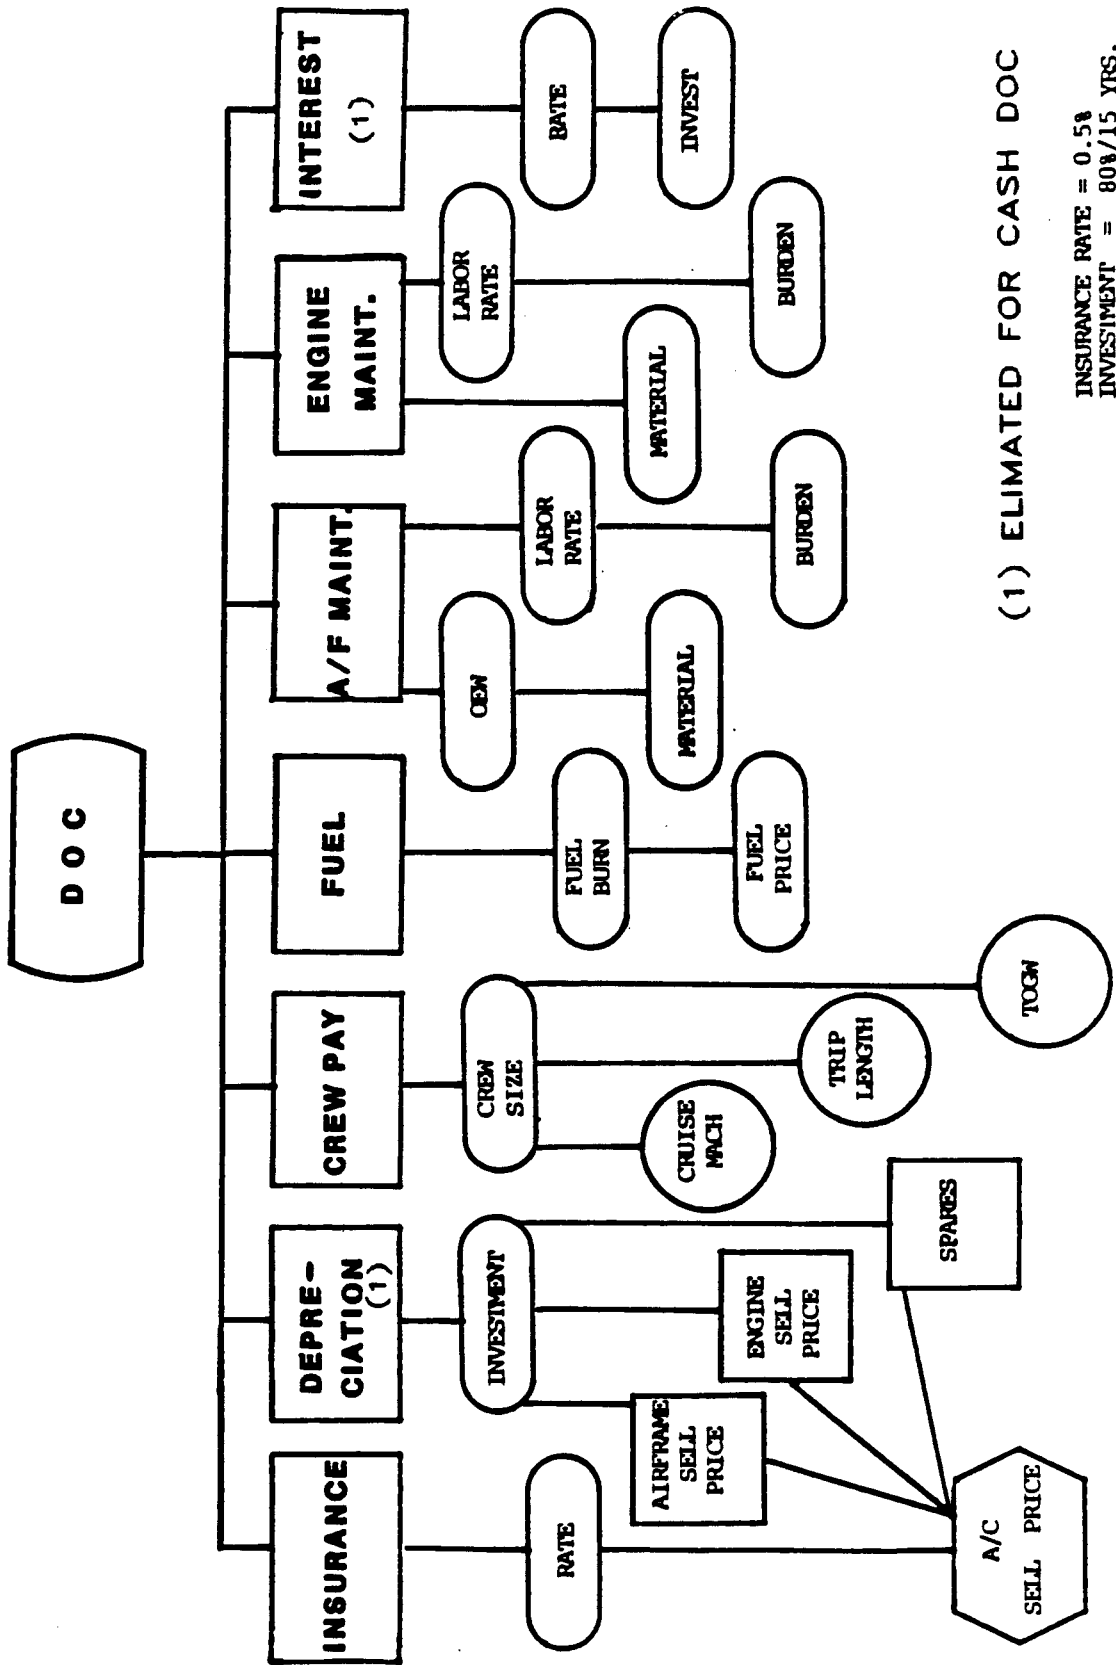 D O C
INSURANCE
DEPRE-
CIATION
(1)
CREW PAY
FUEL
A/F MAINT.
ENGINE
MAINT.
INTEREST
(1)
RATE
INVESTMENT
AIRFRAME
SELL
PRICE
ENGINE
SELL
PRICE
SPARES
A/C
SELL PRICE
CREW
SIZE
CRUISE
MACH
TRIP
LENGTH
TOGW
FUEL
BURN
FUEL
PRICE
OEW
MATERIAL
LABOR
RATE
BURDEN
LABOR
RATE
MATERIAL
BURDEN
RATE
INVEST
(1) ELIMATED FOR CASH DOC
INSURANCE RATE = 0.5%
INVESTMENT = 80%/15 YRS.